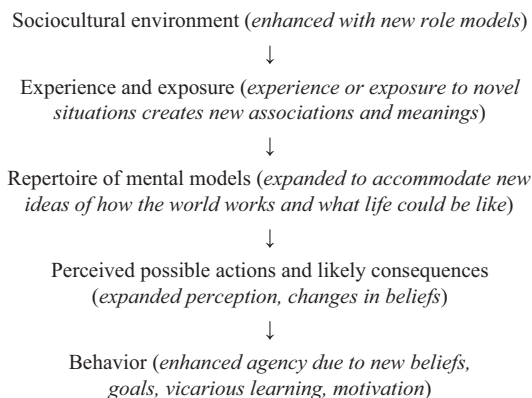 Sociocultural environment (enhanced with new role models)
↓
Experience and exposure (experience or exposure to novel
situations creates new associations and meanings)
↓
Repertoire of mental models (expanded to accommodate new
ideas of how the world works and what life could be like)
↓
Perceived possible actions and likely consequences
(expanded perception, changes in beliefs)
↓
Behavior (enhanced agency due to new beliefs,
goals, vicarious learning, motivation)